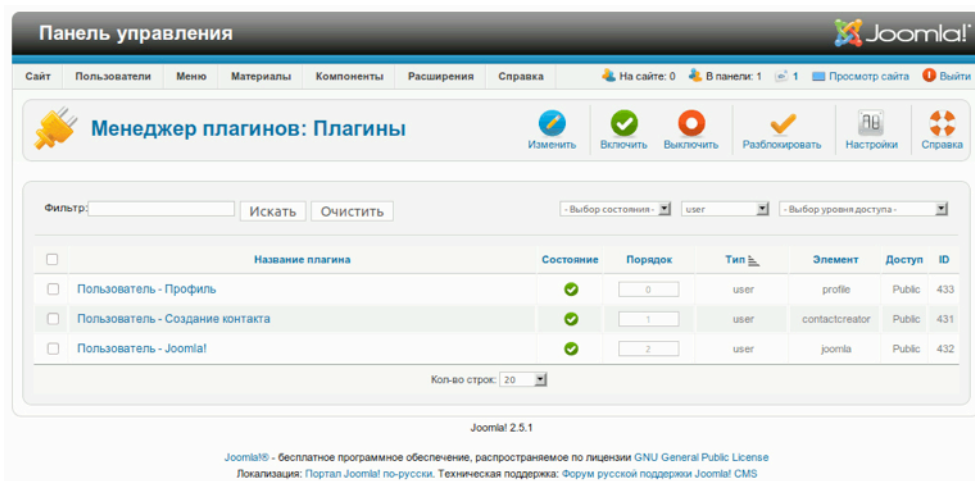 Панель управления Joomla!
Сайт Пользователи Меню Материалы Компоненты Расширения Справка На сайте: 0 В панели: 1 1 Просмотр сайта Выйти
Менеджер плагинов: Плагины
Изменить Включить Выключить Разблокировать Настройки Справка
Фильтр: Искать Очистить - Выбор состояния - user - Выбор уровня доступа -
Название плагина Состояние Порядок Тип Элемент Доступ ID
Пользователь - Профиль 0 user profile Public 433
Пользователь - Создание контакта 1 user contactcreator Public 431
Пользователь - Joomla! 2 user joomla Public 432
Кол-во строк: 20
Joomla! 2.5.1
Joomla!® - бесплатное программное обеспечение, распространяемое по лицензии GNU General Public License
Локализация: Портал Joomla! по-русски. Техническая поддержка: Форум русской поддержки Joomla! CMS